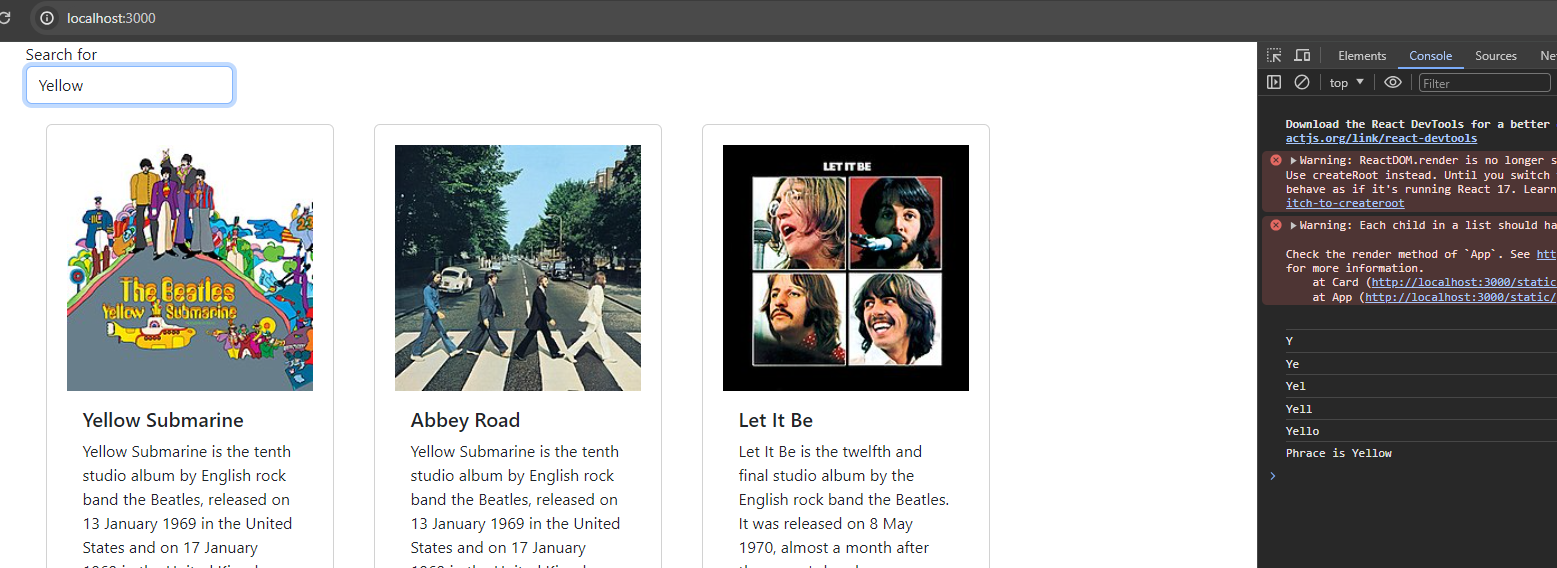 localhost:3000
Search for
Yellow
The Beatles
Yellow Submarine
LET IT BE
Yellow Submarine
Yellow Submarine is the tenth
studio album by English rock
band the Beatles, released on
13 January 1969 in the United
States and on 17 January
Abbey Road
Yellow Submarine is the tenth
studio album by English rock
band the Beatles, released on
13 January 1969 in the United
States and on 17 January
Let It Be
Let It Be is the twelfth and
final studio album by the
English rock band the Beatles.
It was released on 8 May
1970, almost a month after
Elements Console Sources Ne
top Filter
Download the React DevTools for a better
actjs.org/link/react-devtools
Warning: ReactDOM.render is no longer s
Use createRoot instead. Until you switch
behave as if it's running React 17. Learn
itch-to-createroot
Warning: Each child in a list should ha
Check the render method of `App`. See htt
for more information.
at Card (http://localhost:3000/static
at App (http://localhost:3000/static/
Y
Ye
Yel
Yell
Yello
Phrase is Yellow